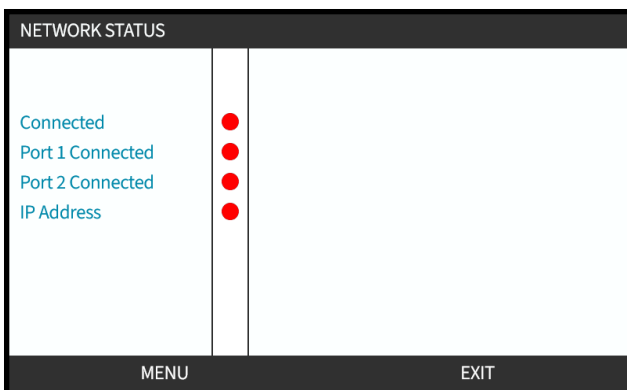 NETWORK STATUS
Connected
Port 1 Connected
Port 2 Connected
IP Address
MENU EXIT